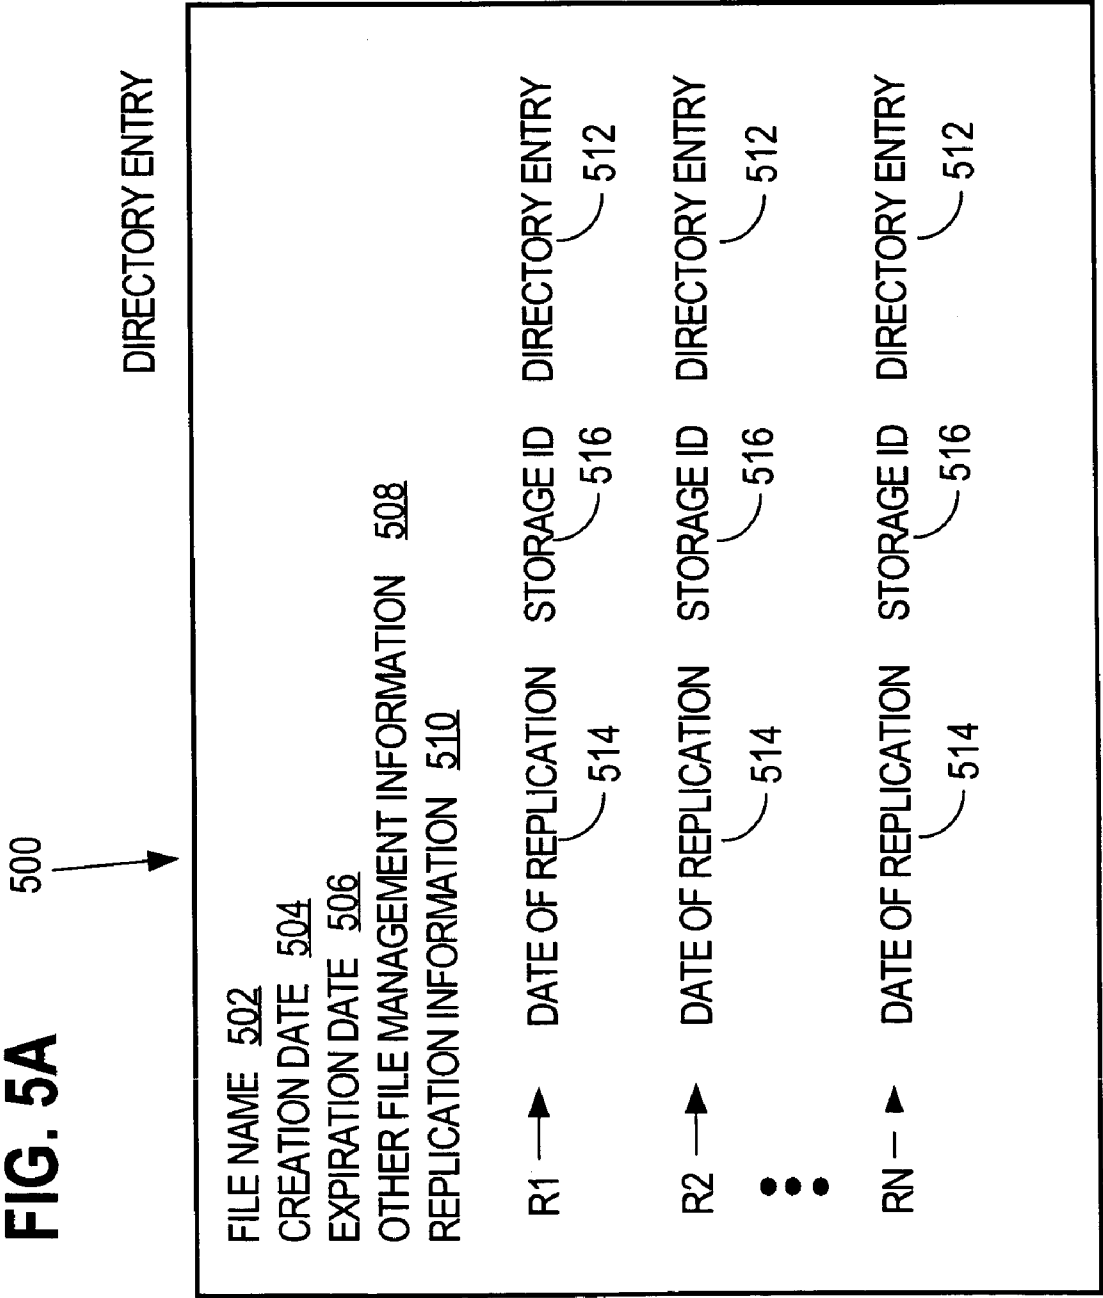 FIG. 5A
500
DIRECTORY ENTRY
FILE NAME 502
CREATION DATE 504
EXPIRATION DATE 506
OTHER FILE MANAGEMENT INFORMATION 508
REPLICATION INFORMATION 510
R1 DATE OF REPLICATION STORAGE ID DIRECTORY ENTRY
514 516 512
R2 DATE OF REPLICATION STORAGE ID DIRECTORY ENTRY
514 516 512
RN DATE OF REPLICATION STORAGE ID DIRECTORY ENTRY
514 516 512